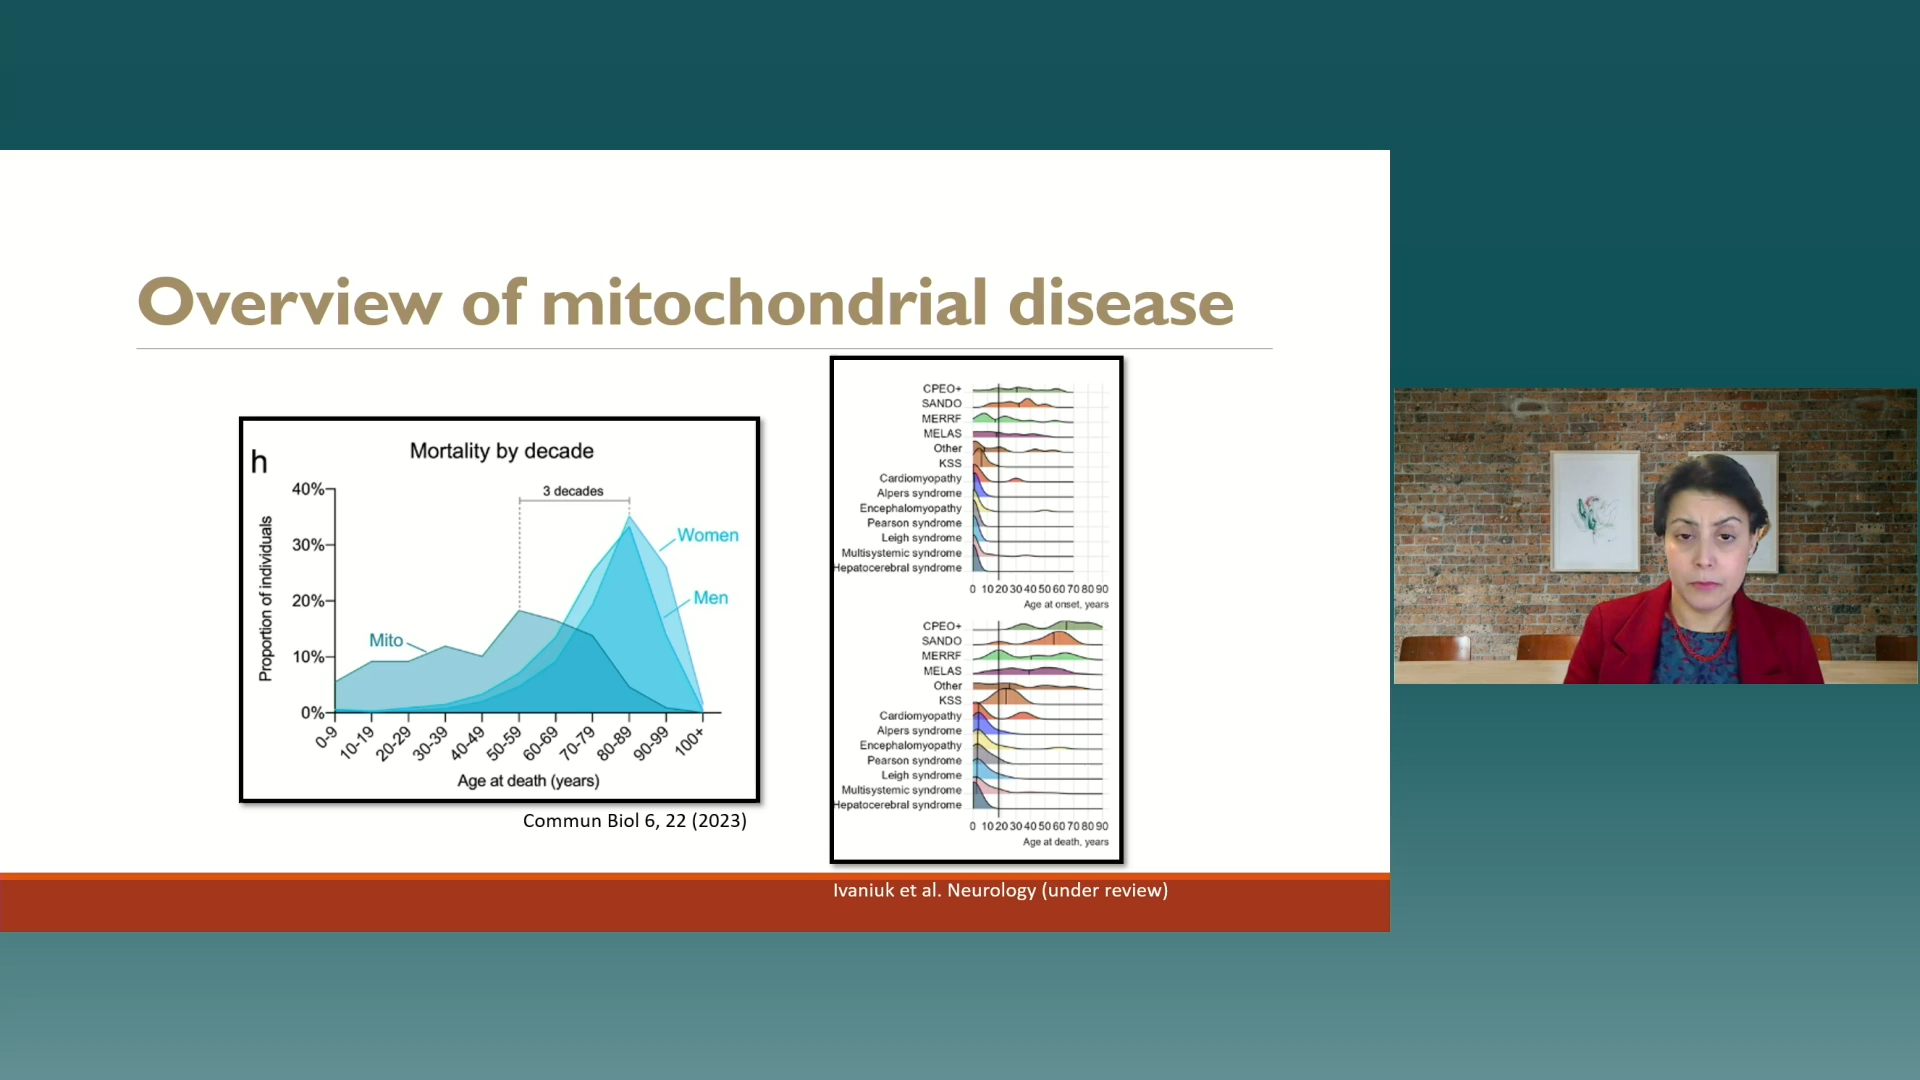 Overview of mitochondrial disease
h
Mortality by decade
3 decades
40%
30%
20%
10%
0%
Proportion of individuals
Women
Men
Mito
0-9
10-19
20-29
30-39
40-49
50-59
60-69
70-79
80-89
90-99
100+
Age at death (years)
Commun Biol 6, 22 (2023)
CPEO+
SANDO
MERRF
MELAS
Other
KSS
Cardiomyopathy
Alpers syndrome
Encephalomyopathy
Pearson syndrome
Leigh syndrome
Multisystemic syndrome
Hepatocerebral syndrome
0 10 20 30 40 50 60 70 80 90
Age at onset, years
CPEO+
SANDO
MERRF
MELAS
Other
KSS
Cardiomyopathy
Alpers syndrome
Encephalomyopathy
Pearson syndrome
Leigh syndrome
Multisystemic syndrome
Hepatocerebral syndrome
0 10 20 30 40 50 60 70 80 90
Age at death, years
Ivaniuk et al. Neurology (under review)